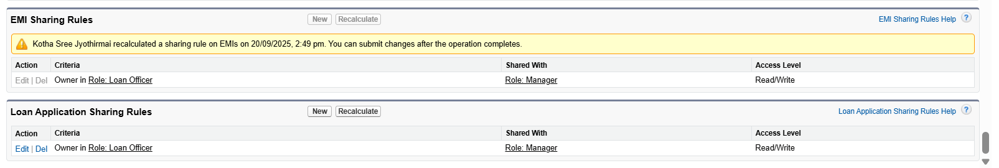 EMI Sharing Rules New Recalculate EMI Sharing Rules Help ?
Kotha Sree Jyothirmai recalculated a sharing rule on EMIs on 20/09/2025, 2:49 pm. You can submit changes after the operation completes.
Action Criteria Shared With Access Level
Edit | Del Owner in Role: Loan Officer Role: Manager Read/Write
Loan Application Sharing Rules New Recalculate Loan Application Sharing Rules Help ?
Action Criteria Shared With Access Level
Edit | Del Owner in Role: Loan Officer Role: Manager Read/Write